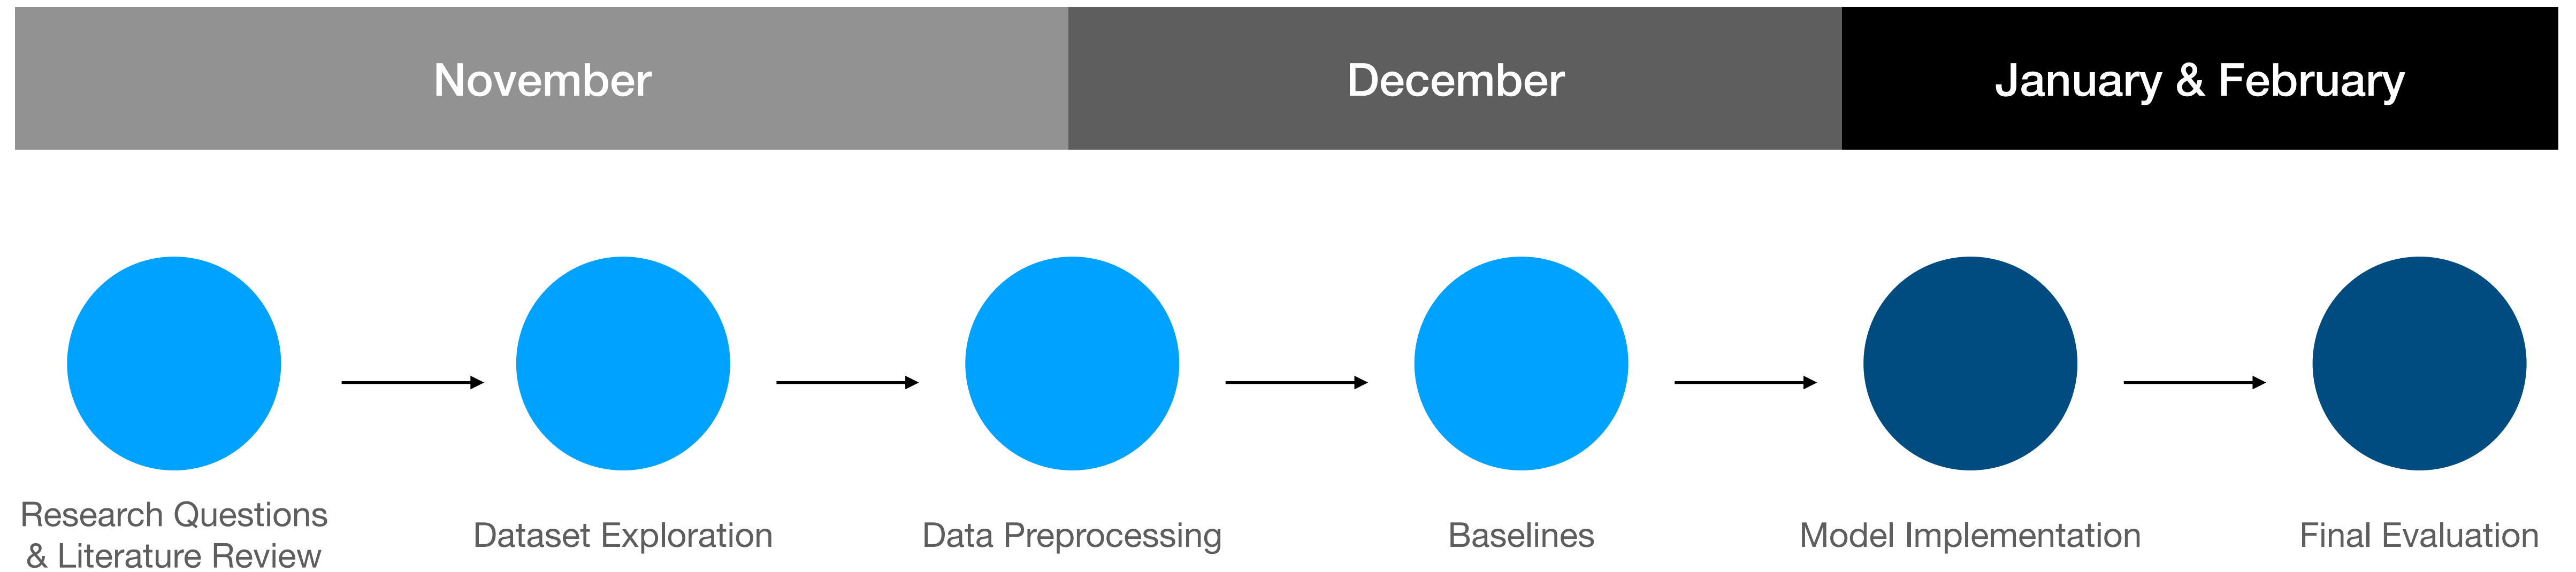 November
December
January & February
Research Questions
& Literature Review
Dataset Exploration
Data Preprocessing
Baselines
Model Implementation
Final Evaluation